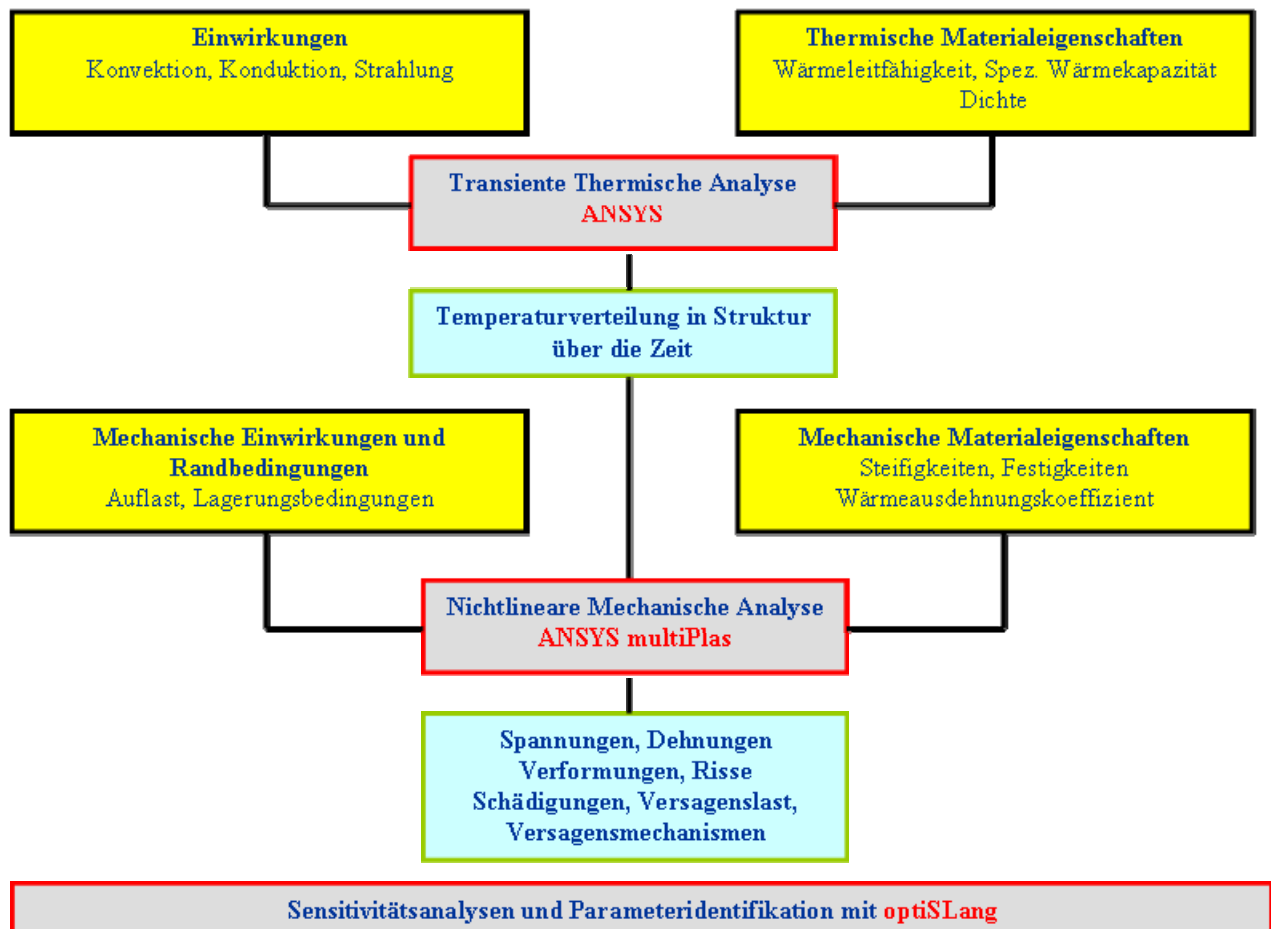 Einwirkungen
Konvektion, Konduktion, Strahlung
Thermische Materialeigenschaften
Wärmeleitfähigkeit, Spez. Wärmekapazität
Dichte
Transiente Thermische Analyse
ANSYS
Temperaturverteilung in Struktur
über die Zeit
Mechanische Einwirkungen und
Randbedingungen
Auflast, Lagerungsbedingungen
Mechanische Materialeigenschaften
Steifigkeiten, Festigkeiten
Wärmeausdehnungskoeffizient
Nichtlineare Mechanische Analyse
ANSYS multiPlas
Spannungen, Dehnungen
Verformungen, Risse
Schädigungen, Versagenslast,
Versagensmechanismen
Sensitivitätsanalysen und Parameteridentifikation mit optiSLang